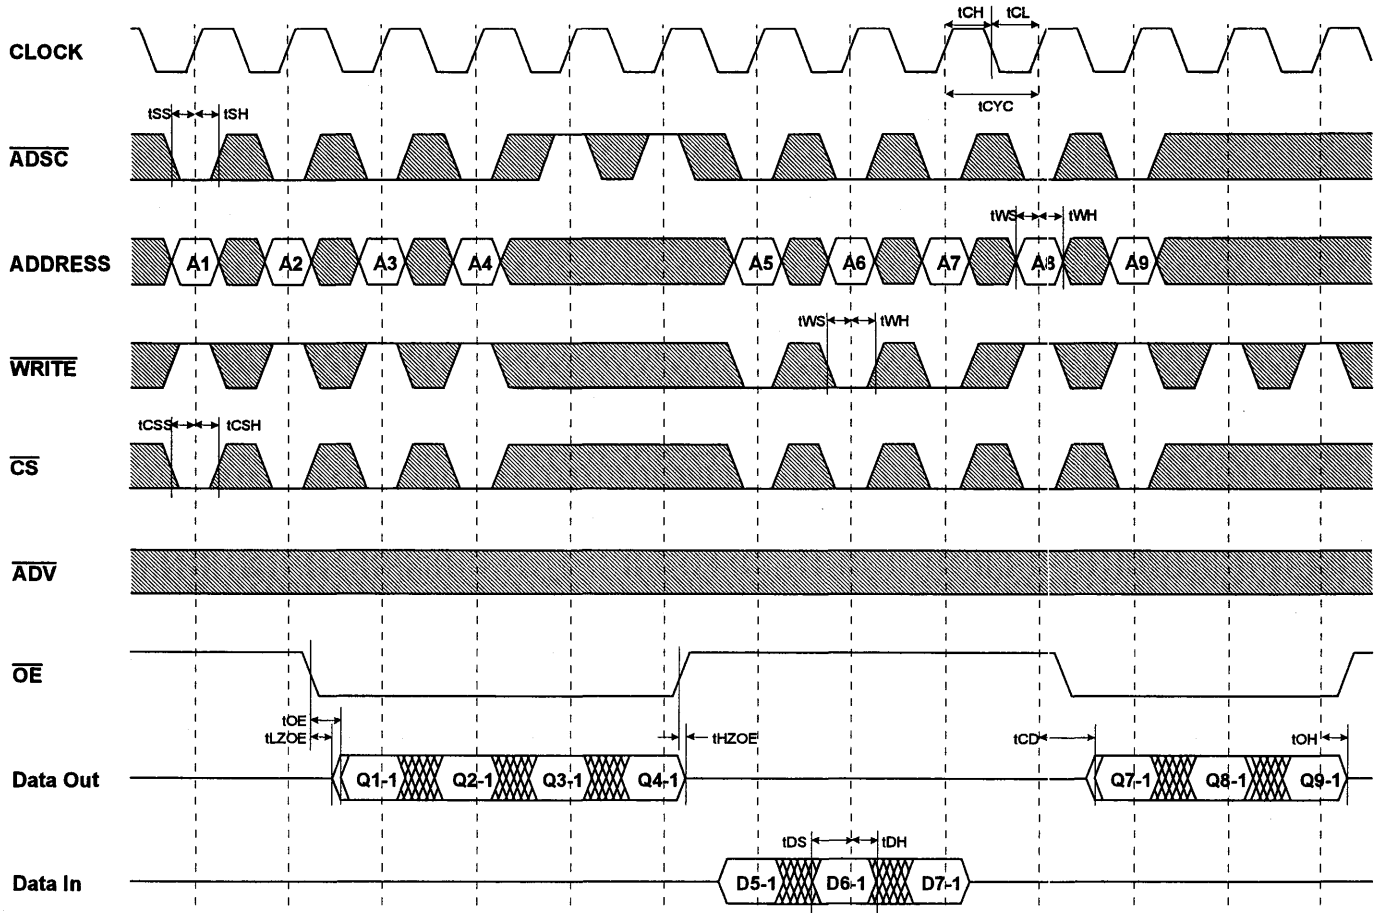 tCH tCL
CLOCK
tCYC
tSS tSH
ADSC
tWS tWH
ADDRESS A1 A2 A3 A4 A5 A6 A7 A8 A9
tWS tWH
WRITE
tCSS tCSH
CS
ADV
OE
tOE
tLZOE tHZOE tCD tOH
Data Out Q1-1 Q2-1 Q3-1 Q4-1 Q7-1 Q8-1 Q9-1
tDS tDH
Data In D5-1 D6-1 D7-1